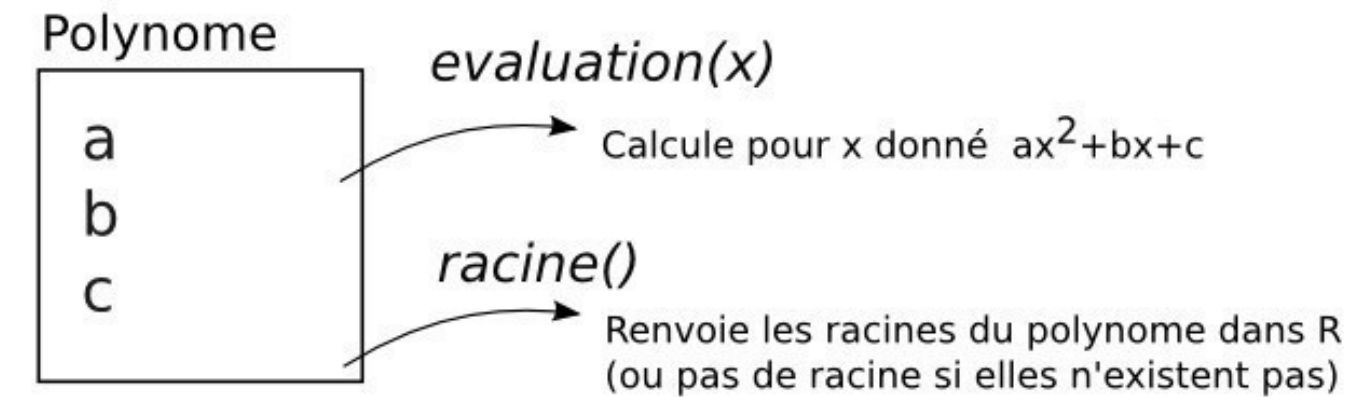 Polynome
evaluation(x)
a
Calcule pour x donné ax²+bx+c
b
racine()
c
Renvoie les racines du polynome dans R
(ou pas de racine si elles n'existent pas)